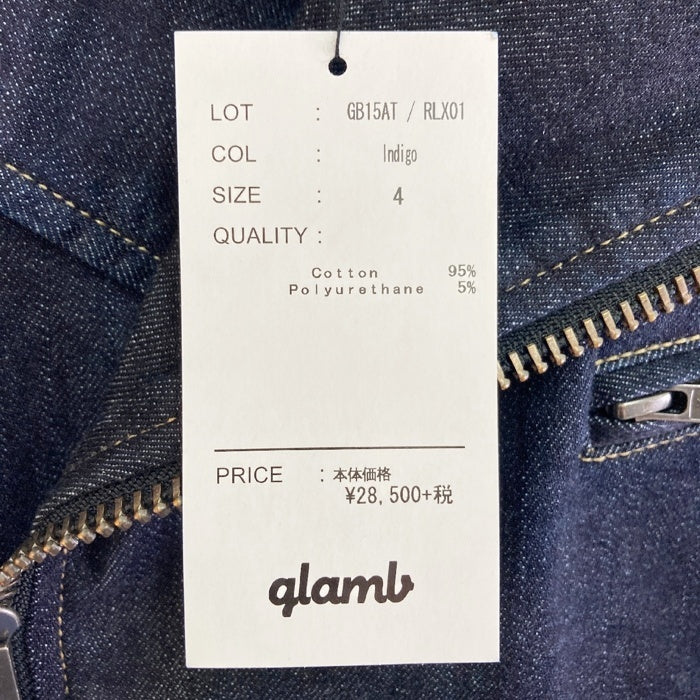 LOT : GB15AT / RLX01
COL : Indigo
SIZE : 4
QUALITY :
Cotton 95%
Polyurethane 5%
PRICE : 本体価格
¥28,500+税
glamb